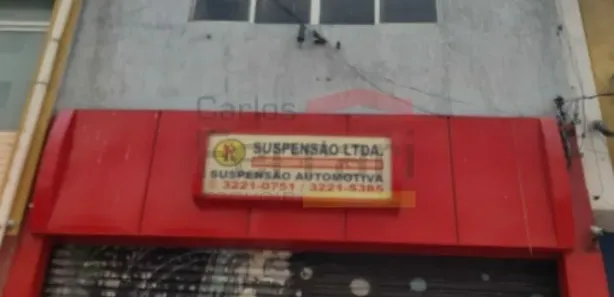 Carlos
R SUSPENSÃO LTDA.
SUSPENSÃO AUTOMOTIVA
3221-0751 / 3221-5385